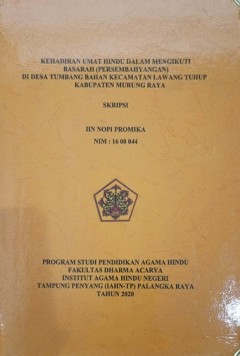 KEHADIRAN UMAT HINDU DALAM MENGIKUTI
BASARAH (PERSEMBAHYANGAN)
DI DESA TUMBANG BAHAN KECAMATAN LAWANG TUHUP
KABUPATEN MURUNG RAYA
SKRIPSI
IIN NOPI PROMIKA
NIM : 16 00 044
PROGRAM STUDI PENDIDIKAN AGAMA HINDU
FAKULTAS DHARMA ACARYA
INSTITUT AGAMA HINDU NEGERI
TAMPUNG PENYANG (IAHN-TP) PALANGKA RAYA
TAHUN 2020